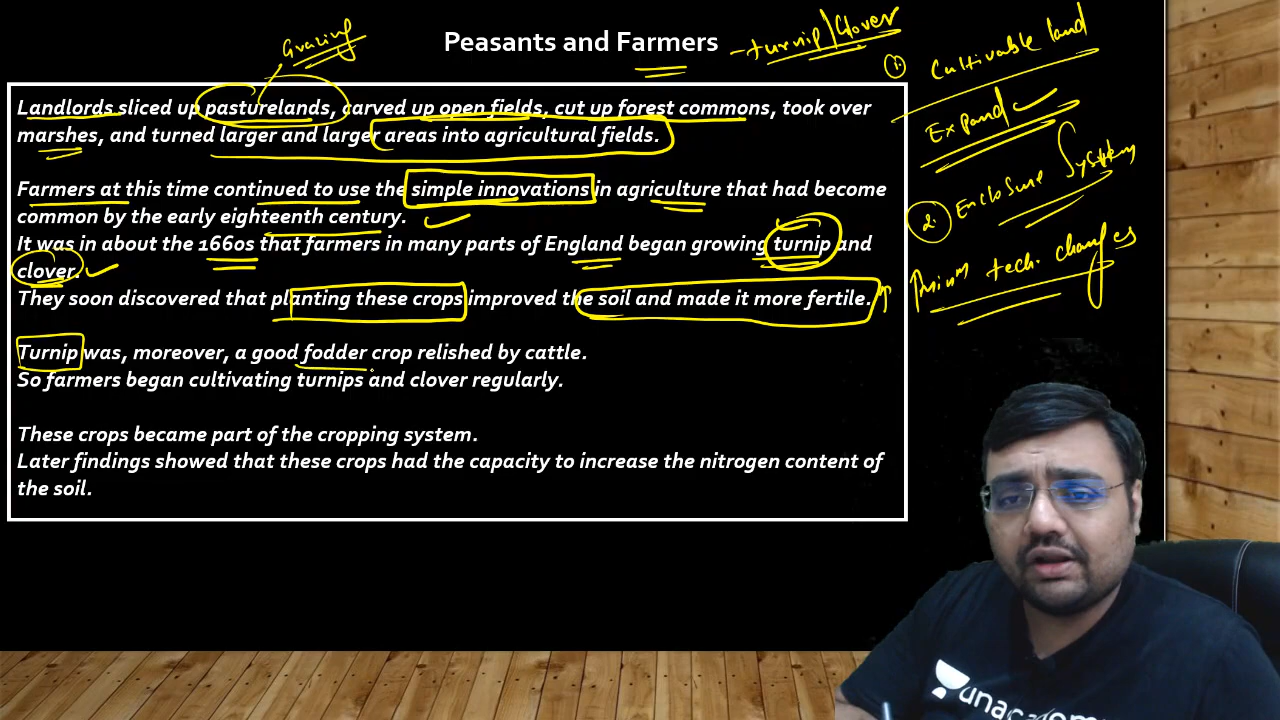 Grazing
Peasants and Farmers
- turnip/Clover
Landlords sliced up pasturelands, carved up open fields, cut up forest commons, took over
marshes, and turned larger and larger areas into agricultural fields.
Farmers at this time continued to use the simple innovations in agriculture that had become
common by the early eighteenth century.
It was in about the 1660s that farmers in many parts of England began growing turnip and
clover.
They soon discovered that planting these crops improved the soil and made it more fertile.
Turnip was, moreover, a good fodder crop relished by cattle.
So farmers began cultivating turnips and clover regularly.
These crops became part of the cropping system.
Later findings showed that these crops had the capacity to increase the nitrogen content of
the soil.
1. Cultivable land
Expand
2. Enclosure System
tech. changes
unacadem